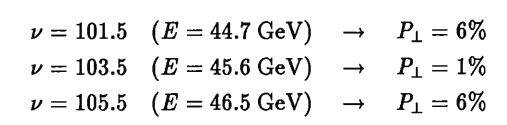 ν = 101.5 (E = 44.7 GeV) → P⊥ = 6%
ν = 103.5 (E = 45.6 GeV) → P⊥ = 1%
ν = 105.5 (E = 46.5 GeV) → P⊥ = 6%